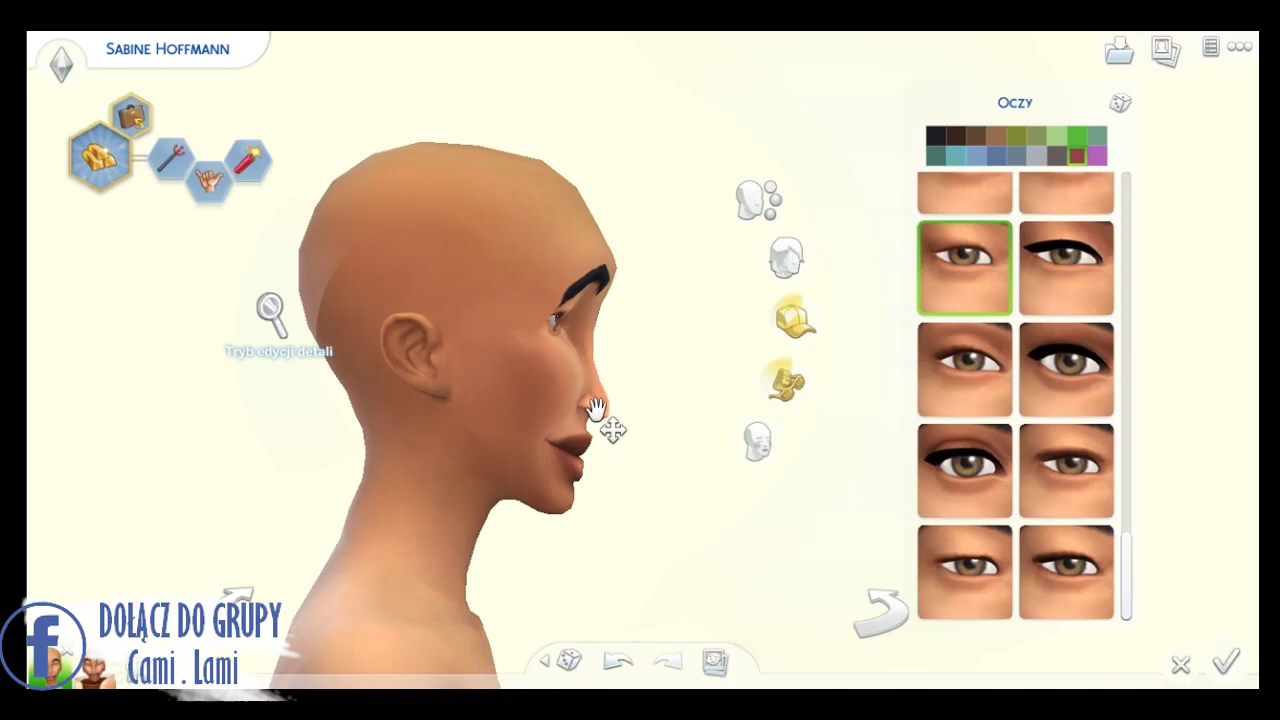 SABINE HOFFMANN
Oczy
Tryb edycji detali
DOŁĄCZ DO GRUPY
Cami . Lami